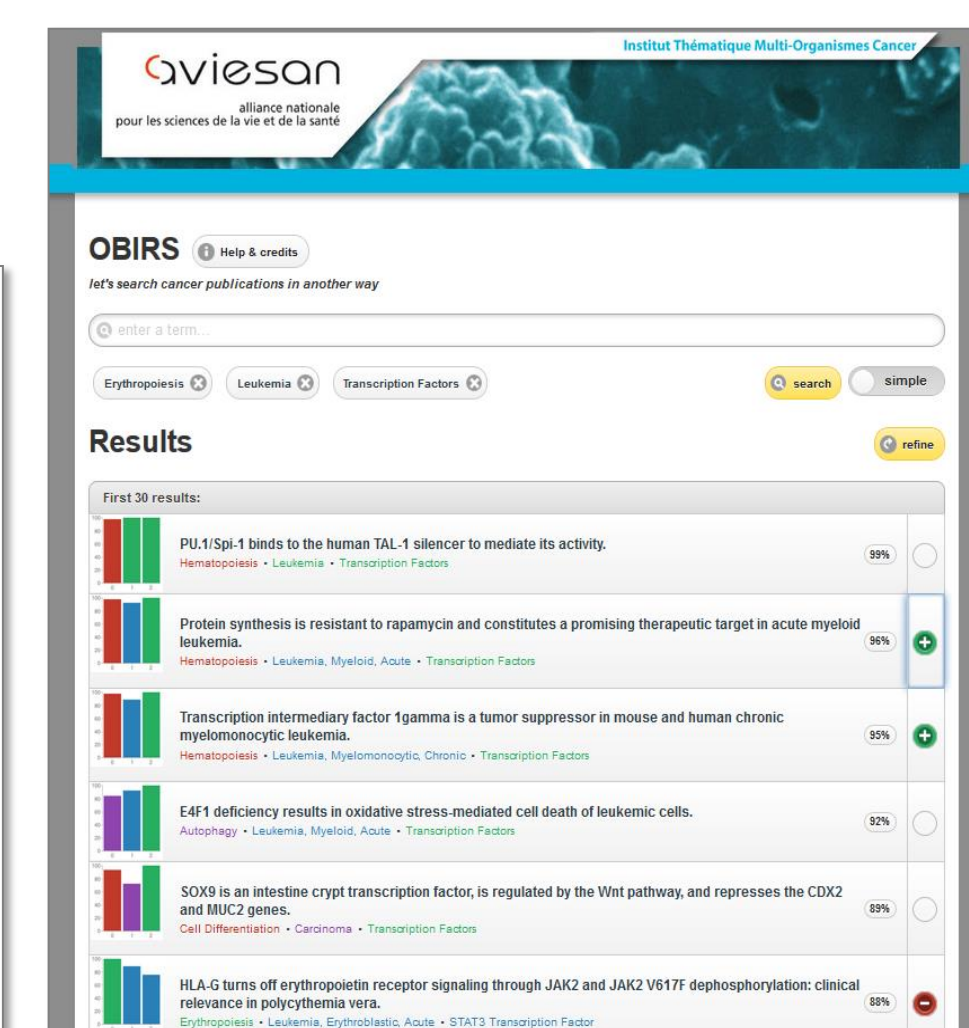 Institut Thématique Multi-Organismes Cancer
aviesan
alliance nationale
pour les sciences de la vie et de la santé
OBIRS
Help & credits
let's search cancer publications in another way
enter a term...
Erythropoiesis
Leukemia
Transcription Factors
search
simple
Results
refine
First 30 results:
PU.1/Spi-1 binds to the human TAL-1 silencer to mediate its activity.
Hematopoiesis • Leukemia • Transcription Factors
99%
Protein synthesis is resistant to rapamycin and constitutes a promising therapeutic target in acute myeloid
leukemia.
Hematopoiesis • Leukemia, Myeloid, Acute • Transcription Factors
96%
Transcription intermediary factor 1gamma is a tumor suppressor in mouse and human chronic
myelomonocytic leukemia.
Hematopoiesis • Leukemia, Myelomonocytic, Chronic • Transcription Factors
95%
E4F1 deficiency results in oxidative stress-mediated cell death of leukemic cells.
Autophagy • Leukemia, Myeloid, Acute • Transcription Factors
92%
SOX9 is an intestine crypt transcription factor, is regulated by the Wnt pathway, and represses the CDX2
and MUC2 genes.
Cell Differentiation • Carcinoma • Transcription Factors
89%
HLA-G turns off erythropoietin receptor signaling through JAK2 and JAK2 V617F dephosphorylation: clinical
relevance in polycythemia vera.
Erythropoiesis • Leukemia, Erythroblastic, Acute • STAT3 Transcription Factor
88%